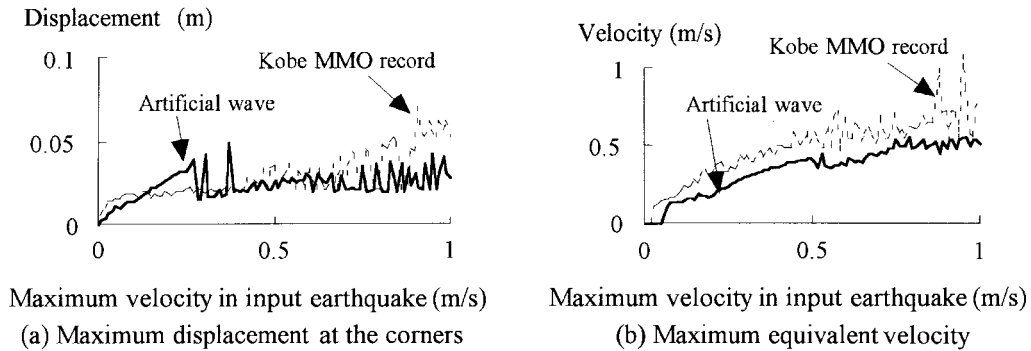 Displacement (m)
0.1
Kobe MMO record
Artificial wave
0.05
0
0
0.5
1
Maximum velocity in input earthquake (m/s)
(a) Maximum displacement at the corners
Velocity (m/s)
Kobe MMO record
1
Artificial wave
0.5
0
0
0.5
1
Maximum velocity in input earthquake (m/s)
(b) Maximum equivalent velocity